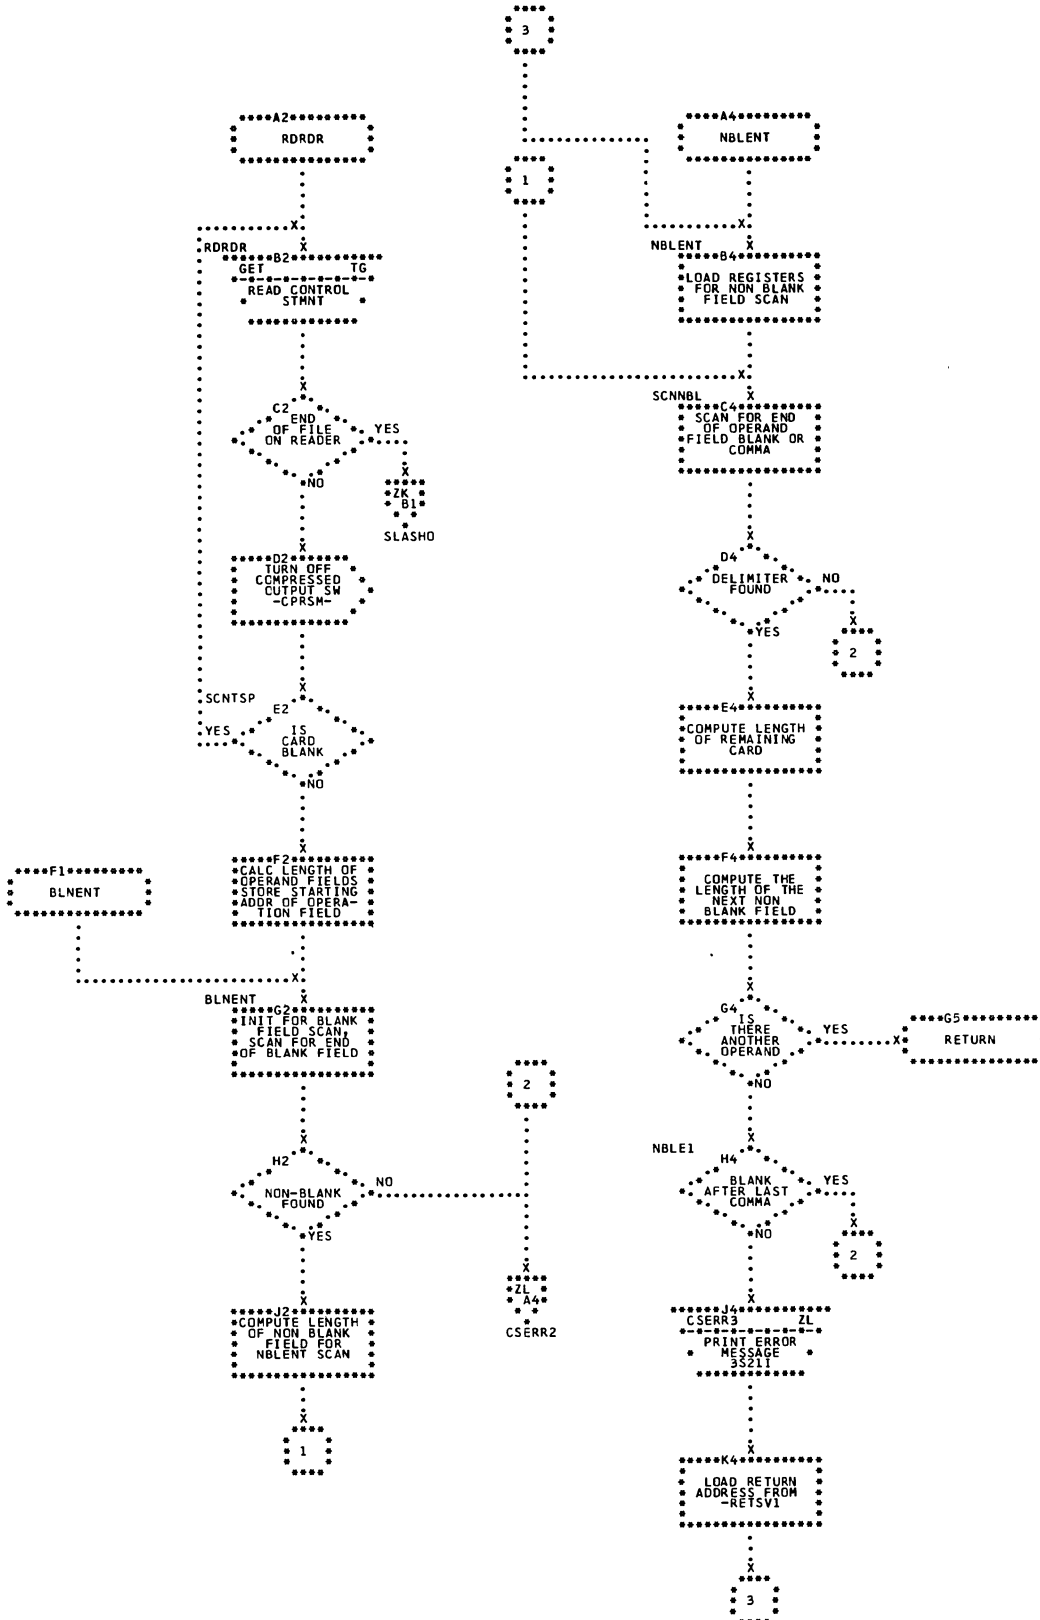 3
A2
RDRDR
RDRDR
B2
GET TG
READ CONTROL
STMNT
C2
END
OF FILE
ON READER
YES
NO
ZK
B1
SLASHO
D2
TURN OFF
COMPRESSED
OUTPUT SW
-CPRSM-
SCNTSP
E2
YES
IS
CARD
BLANK
NO
F1
BLNENT
F2
CALC LENGTH OF
OPERAND FIELDS
STORE STARTING
ADDR OF OPERA-
TION FIELD
BLNENT
G2
INIT FOR BLANK
FIELD SCAN,
SCAN FOR END
OF BLANK FIELD
H2
NON-BLANK
FOUND
NO
YES
2
ZL
A4
CSERR2
J2
COMPUTE LENGTH
OF NON BLANK
FIELD FOR
NBLENT SCAN
1
1
A4
NBLENT
NBLENT
B4
LOAD REGISTERS
FOR NON BLANK
FIELD SCAN
SCNNBL
C4
SCAN FOR END
OF OPERAND
FIELD BLANK OR
COMMA
D4
DELIMITER
FOUND
NO
YES
2
E4
COMPUTE LENGTH
OF REMAINING
CARD
F4
COMPUTE THE
LENGTH OF THE
NEXT NON
BLANK FIELD
G4
IS
THERE
ANOTHER
OPERAND
YES
NO
G5
RETURN
NBLE1
H4
BLANK
AFTER LAST
COMMA
YES
NO
2
J4
CSERR3 ZL
PRINT ERROR
MESSAGE
3S21I
K4
LOAD RETURN
ADDRESS FROM
-RETSV1
3